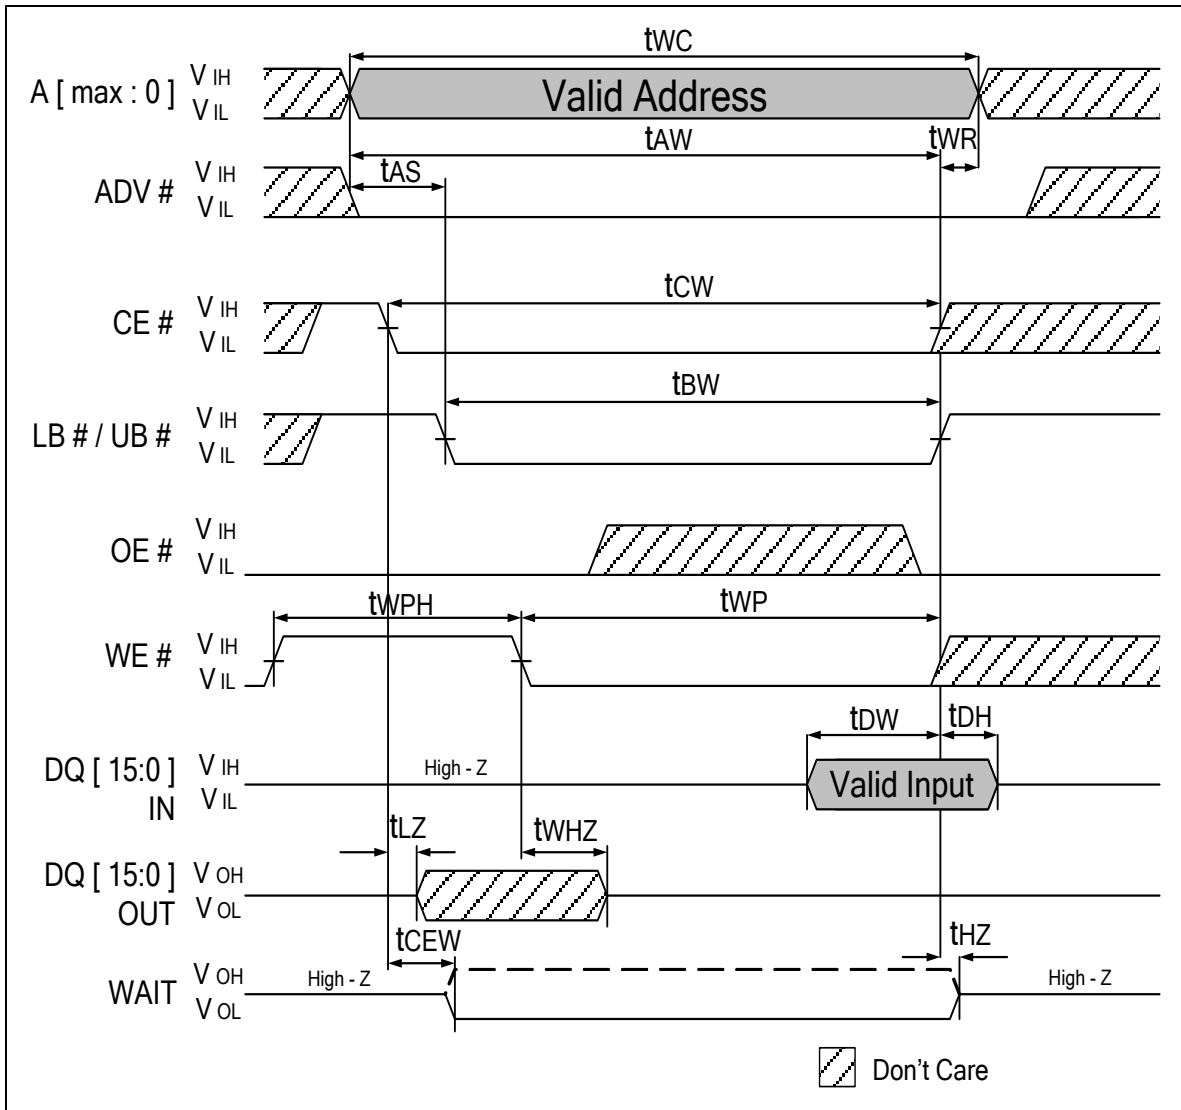 tWC
A [ max : 0 ]
V IH
V IL
Valid Address
tAW
tWR
ADV #
V IH
V IL
tAS
CE #
V IH
V IL
tCW
LB # / UB #
V IH
V IL
tBW
OE #
V IH
V IL
tWPH
tWP
WE #
V IH
V IL
tDW
tDH
DQ [ 15:0 ]
IN
V IH
V IL
High - Z
Valid Input
tLZ
tWHZ
DQ [ 15:0 ]
OUT
V OH
V OL
tCEW
tHZ
WAIT
V OH
V OL
High - Z
High - Z
Don't Care